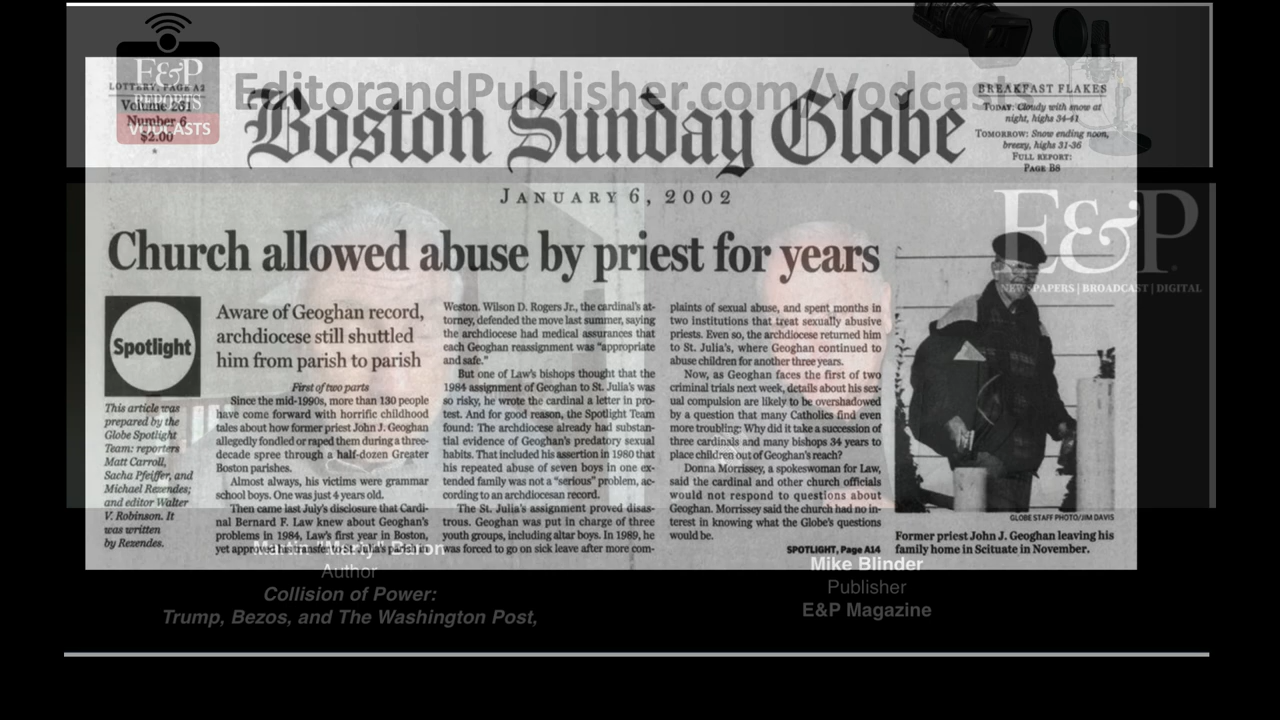 E&P
REPORTS
VODCASTS
EditorandPublisher.com/Vodcasts
LOTTERY, PAGE A2
Volume 261
Number 6
$2.00
Boston Sunday Globe
BREAKFAST FLAKES
TODAY: Cloudy with snow at
night, highs 34-41
TOMORROW: Snow ending noon,
breezy, highs 31-36
FULL REPORT:
PAGE B8
JANUARY 6, 2002
E&P
NEWSPAPERS | BROADCAST | DIGITAL
Church allowed abuse by priest for years
Spotlight
This article was
prepared by the
Globe Spotlight
Team: reporters
Matt Carroll,
Sacha Pfeiffer, and
Michael Rezendes;
and editor Walter
V. Robinson. It
was written
by Rezendes.
Aware of Geoghan record,
archdiocese still shuttled
him from parish to parish
First of two parts
Since the mid-1990s, more than 130 people
have come forward with horrific childhood
tales about how former priest John J. Geoghan
allegedly fondled or raped them during a three-
decade spree through a half-dozen Greater
Boston parishes.
Almost always, his victims were grammar
school boys. One was just 4 years old.
Then came last July's disclosure that Cardi-
nal Bernard F. Law knew about Geoghan's
problems in 1984, Law's first year in Boston,
yet approved his transfer to St. Julia's parish in
Weston. Wilson D. Rogers Jr., the cardinal's at-
torney, defended the move last summer, saying
the archdiocese had medical assurances that
each Geoghan reassignment was "appropriate
and safe."
But one of Law's bishops thought that the
1984 assignment of Geoghan to St. Julia's was
so risky, he wrote the cardinal a letter in pro-
test. And for good reason, the Spotlight Team
found: The archdiocese already had substan-
tial evidence of Geoghan's predatory sexual
habits. That included his assertion in 1980 that
his repeated abuse of seven boys in one ex-
tended family was not a "serious" problem, ac-
cording to an archdiocesan record.
The St. Julia's assignment proved disas-
trous. Geoghan was put in charge of three
youth groups, including altar boys. In 1989, he
was forced to go on sick leave after more com-
plaints of sexual abuse, and spent months in
two institutions that treat sexually abusive
priests. Even so, the archdiocese returned him
to St. Julia's, where Geoghan continued to
abuse children for another three years.
Now, as Geoghan faces the first of two
criminal trials next week, details about his sex-
ual compulsion are likely to be overshadowed
by a question that many Catholics find even
more troubling: Why did it take a succession of
three cardinals and many bishops 34 years to
place children out of Geoghan's reach?
Donna Morrissey, a spokeswoman for Law,
said the cardinal and other church officials
would not respond to questions about
Geoghan. Morrissey said the church had no in-
terest in knowing what the Globe's questions
would be.
SPOTLIGHT, Page A14
GLOBE STAFF PHOTO/JIM DAVIS
Former priest John J. Geoghan leaving his
family home in Scituate in November.
Martin "Marty" Baron
Author
Collision of Power:
Trump, Bezos, and The Washington Post,
Mike Blinder
Publisher
E&P Magazine